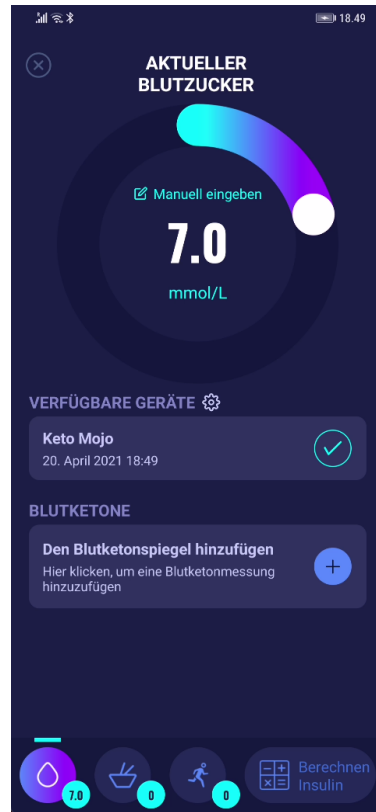 18.49
AKTUELLER
BLUTZUCKER
Manuell eingeben
7.0
mmol/L
VERFÜGBARE GERÄTE
Keto Mojo
20. April 2021 18:49
BLUTKETONE
Den Blutketonspiegel hinzufügen
Hier klicken, um eine Blutketonmessung
hinzuzufügen
7.0
0
0
Berechnen
Insulin